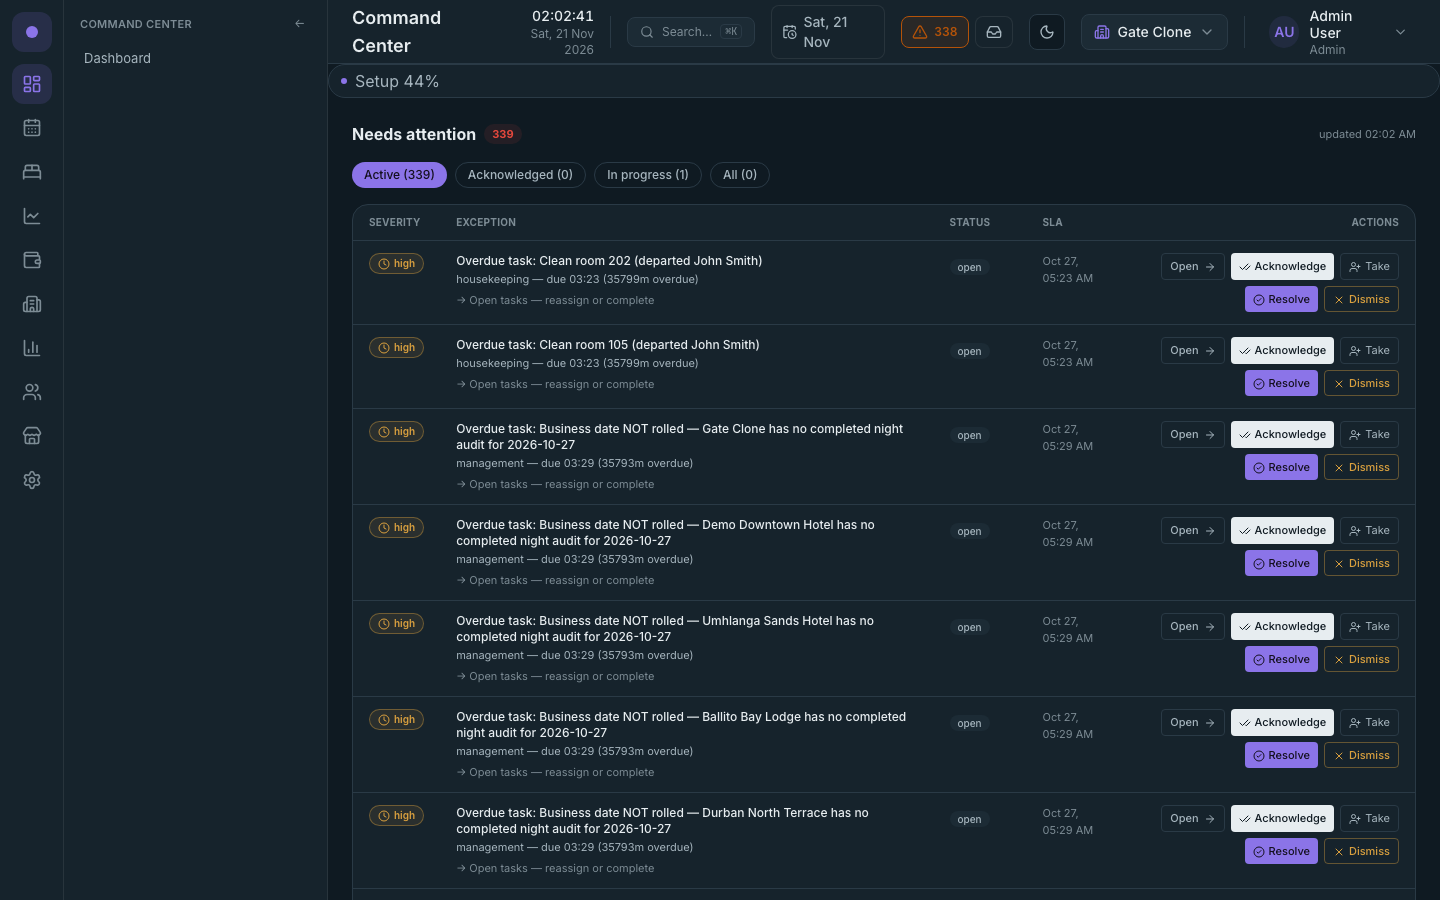 COMMAND CENTER
Dashboard
Command
Center
02:02:41
Sat, 21 Nov
2026
Search...
⌘K
Sat, 21
Nov
338
Gate Clone
AU
Admin
User
Admin
Setup 44%
Needs attention 339
updated 02:02 AM
Active (339) Acknowledged (0) In progress (1) All (0)
SEVERITY EXCEPTION STATUS SLA ACTIONS
high
Overdue task: Clean room 202 (departed John Smith)
housekeeping — due 03:23 (35799m overdue)
→ Open tasks — reassign or complete
open
Oct 27,
05:23 AM
Open → Acknowledge Take
Resolve Dismiss
high
Overdue task: Clean room 105 (departed John Smith)
housekeeping — due 03:23 (35799m overdue)
→ Open tasks — reassign or complete
open
Oct 27,
05:23 AM
Open → Acknowledge Take
Resolve Dismiss
high
Overdue task: Business date NOT rolled — Gate Clone has no completed night
audit for 2026-10-27
management — due 03:29 (35793m overdue)
→ Open tasks — reassign or complete
open
Oct 27,
05:29 AM
Open → Acknowledge Take
Resolve Dismiss
high
Overdue task: Business date NOT rolled — Demo Downtown Hotel has no
completed night audit for 2026-10-27
management — due 03:29 (35793m overdue)
→ Open tasks — reassign or complete
open
Oct 27,
05:29 AM
Open → Acknowledge Take
Resolve Dismiss
high
Overdue task: Business date NOT rolled — Umhlanga Sands Hotel has no
completed night audit for 2026-10-27
management — due 03:29 (35793m overdue)
→ Open tasks — reassign or complete
open
Oct 27,
05:29 AM
Open → Acknowledge Take
Resolve Dismiss
high
Overdue task: Business date NOT rolled — Ballito Bay Lodge has no completed
night audit for 2026-10-27
management — due 03:29 (35793m overdue)
→ Open tasks — reassign or complete
open
Oct 27,
05:29 AM
Open → Acknowledge Take
Resolve Dismiss
high
Overdue task: Business date NOT rolled — Durban North Terrace has no
completed night audit for 2026-10-27
management — due 03:29 (35793m overdue)
→ Open tasks — reassign or complete
open
Oct 27,
05:29 AM
Open → Acknowledge Take
Resolve Dismiss